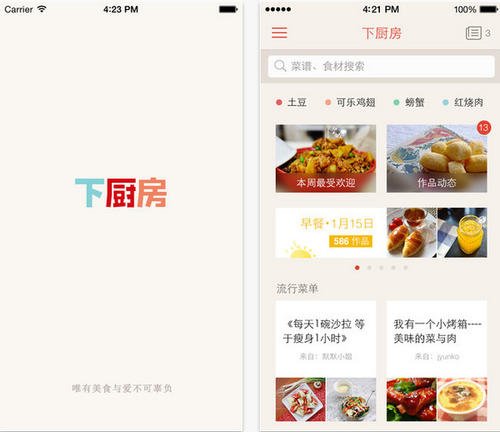 Carrier 4:23 PM
下厨房
唯有美食与爱不可辜负
4:21 PM 100%
下厨房
3
菜谱、食材搜索
土豆 可乐鸡翅 螃蟹 红烧肉
13
本周最受欢迎
作品动态
早餐·1月15日
586 作品
流行菜单
《每天1碗沙拉 等
于瘦身1小时》
来自：默默小姐
我有一个小烤箱----
美味的菜与肉
来自：jyunko